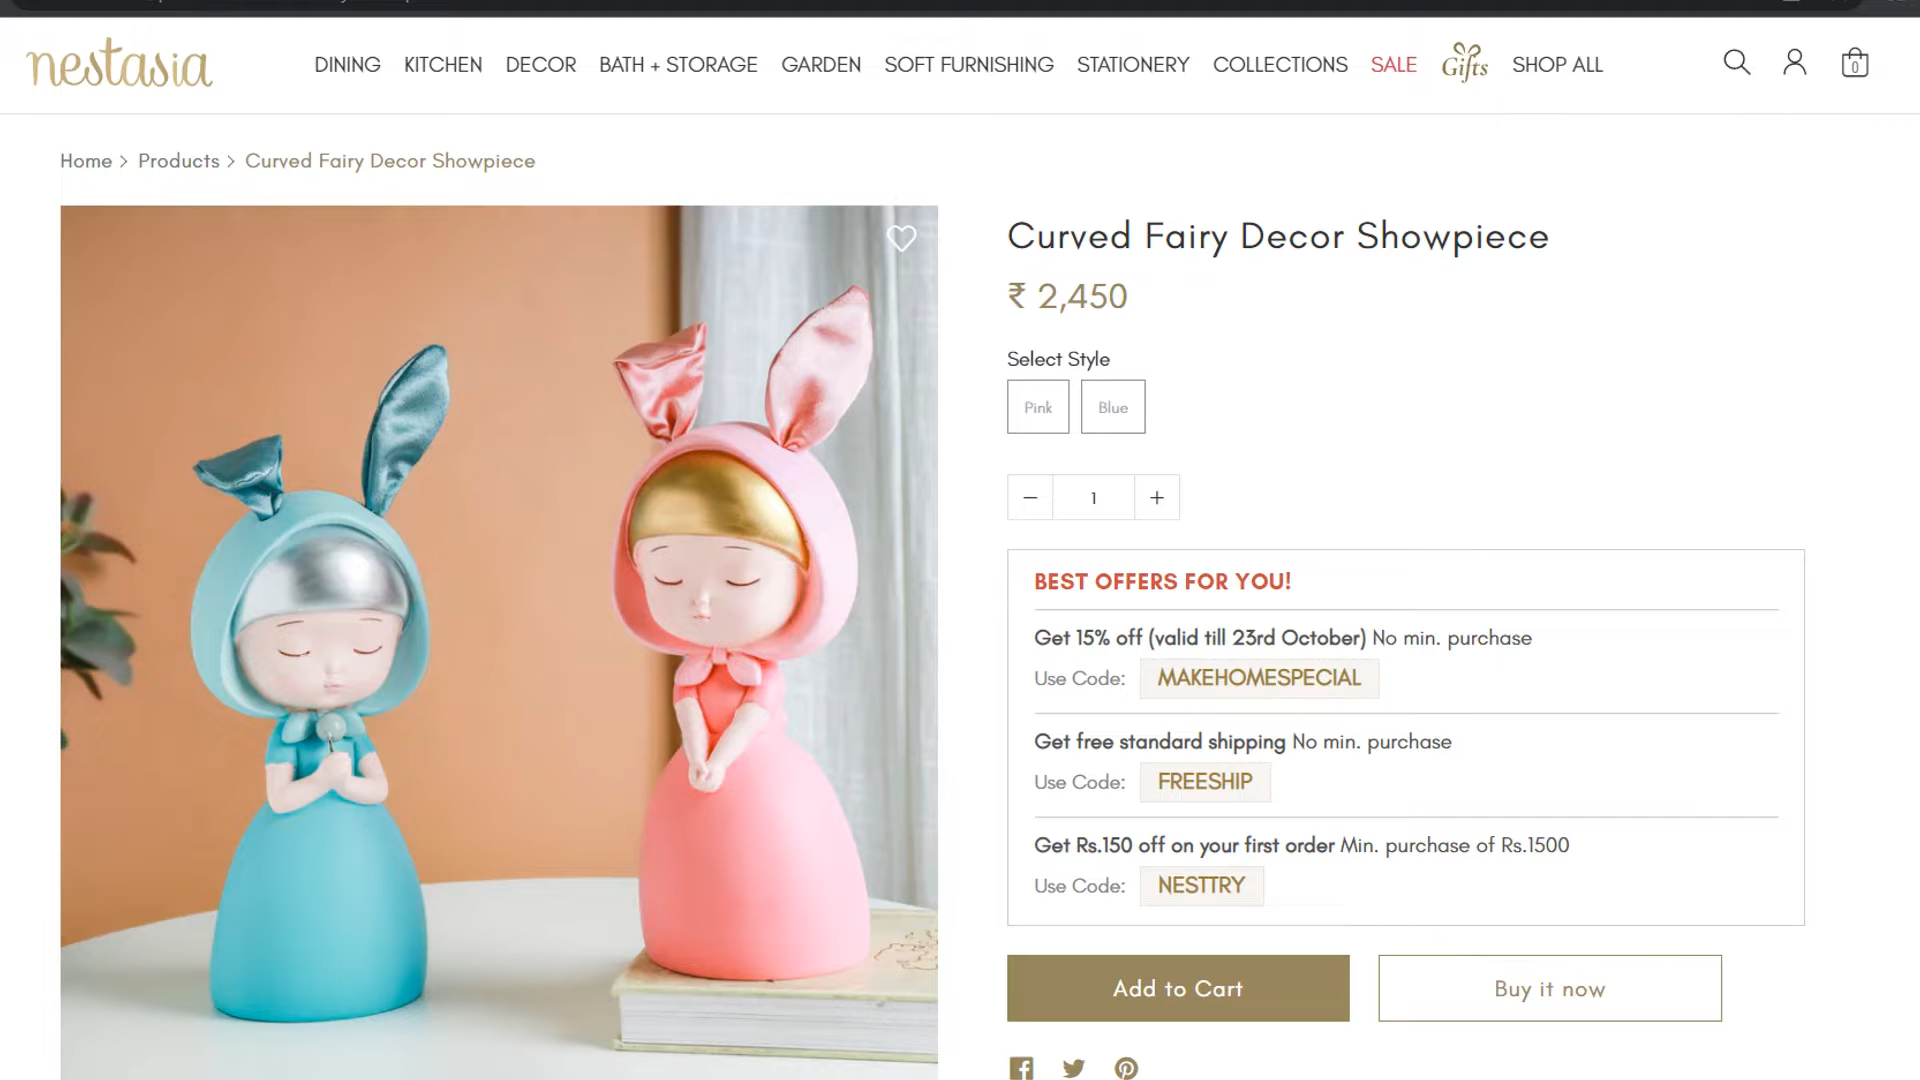 nestasia
DINING KITCHEN DECOR BATH + STORAGE GARDEN SOFT FURNISHING STATIONERY COLLECTIONS SALE Gifts SHOP ALL
0
Home > Products > Curved Fairy Decor Showpiece
Curved Fairy Decor Showpiece
₹ 2,450
Select Style
Pink Blue
− 1 +
BEST OFFERS FOR YOU!
Get 15% off (valid till 23rd October) No min. purchase
Use Code: MAKEHOMESPECIAL
Get free standard shipping No min. purchase
Use Code: FREESHIP
Get Rs.150 off on your first order Min. purchase of Rs.1500
Use Code: NESTTRY
Add to Cart Buy it now